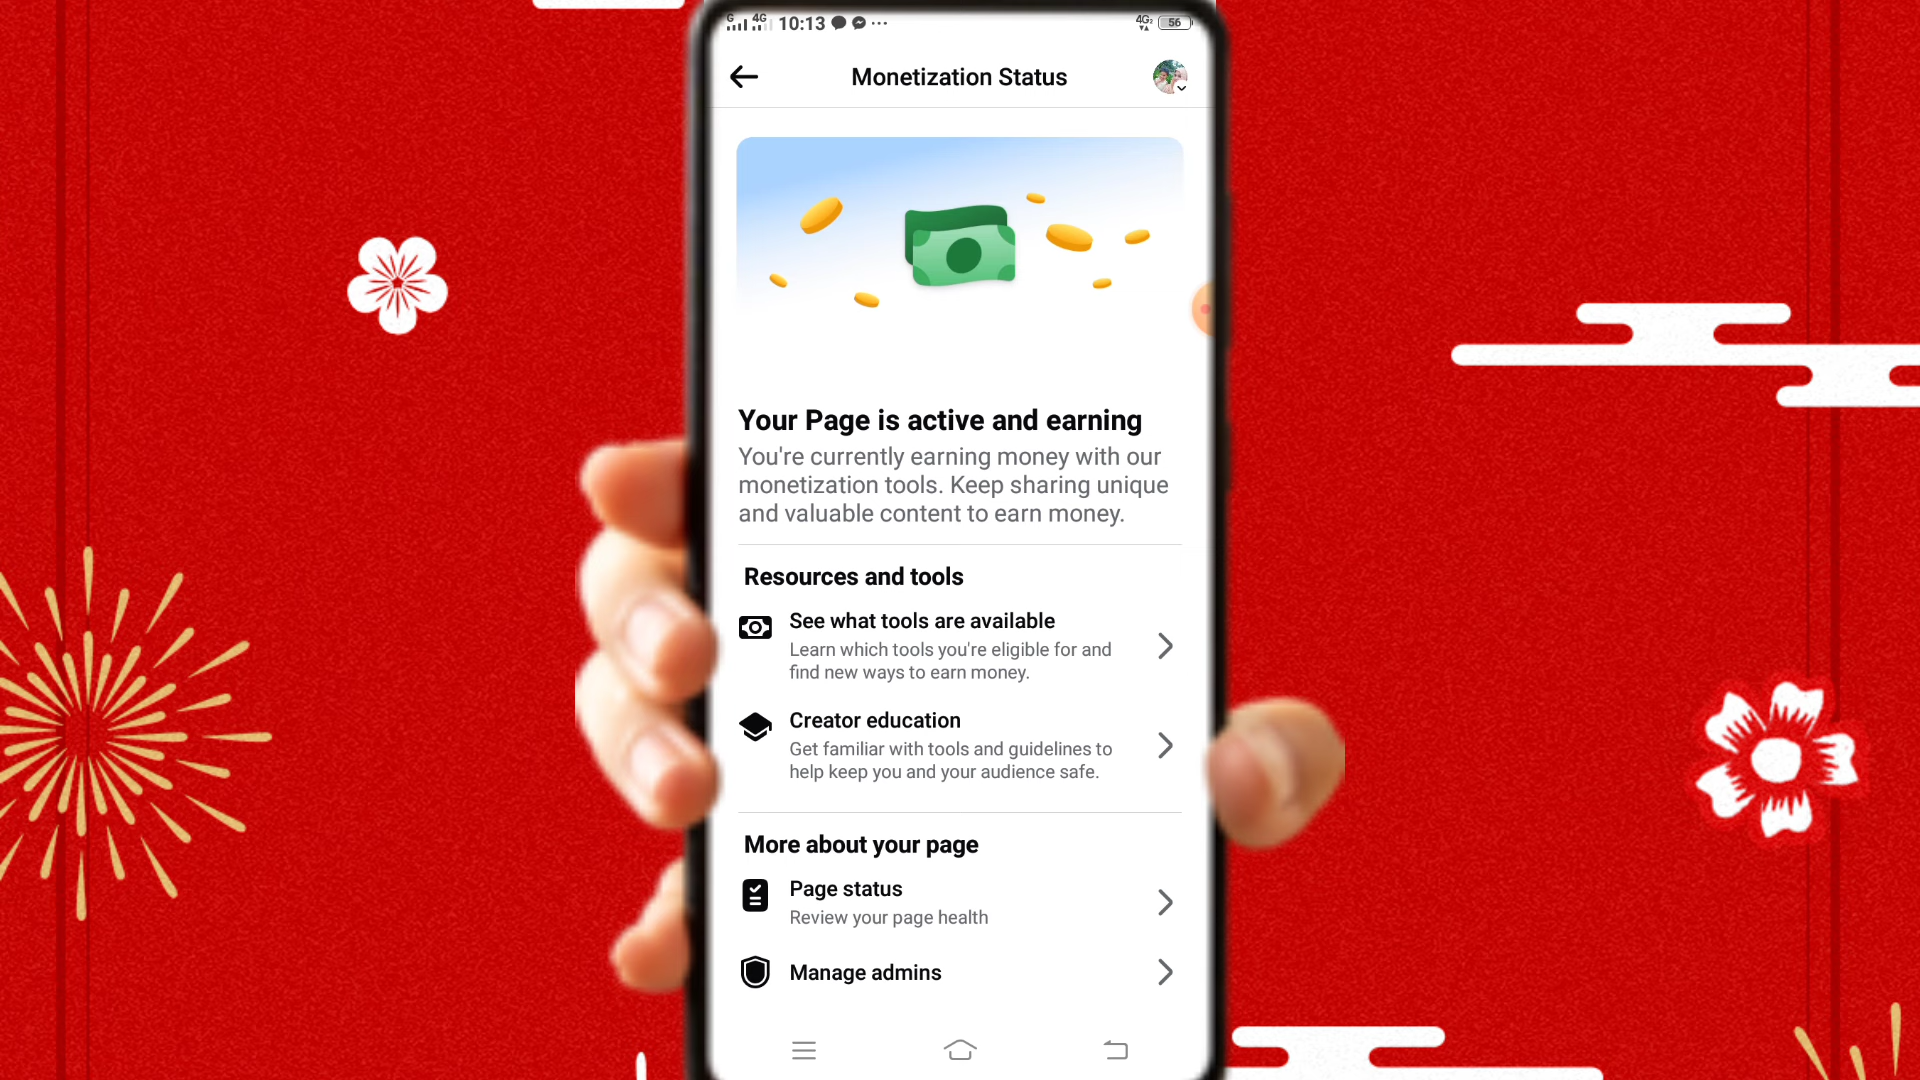 G 4G 10:13 4G₂ 56
Monetization Status
Your Page is active and earning
You're currently earning money with our
monetization tools. Keep sharing unique
and valuable content to earn money.
Resources and tools
See what tools are available
Learn which tools you're eligible for and
find new ways to earn money.
Creator education
Get familiar with tools and guidelines to
help keep you and your audience safe.
More about your page
Page status
Review your page health
Manage admins